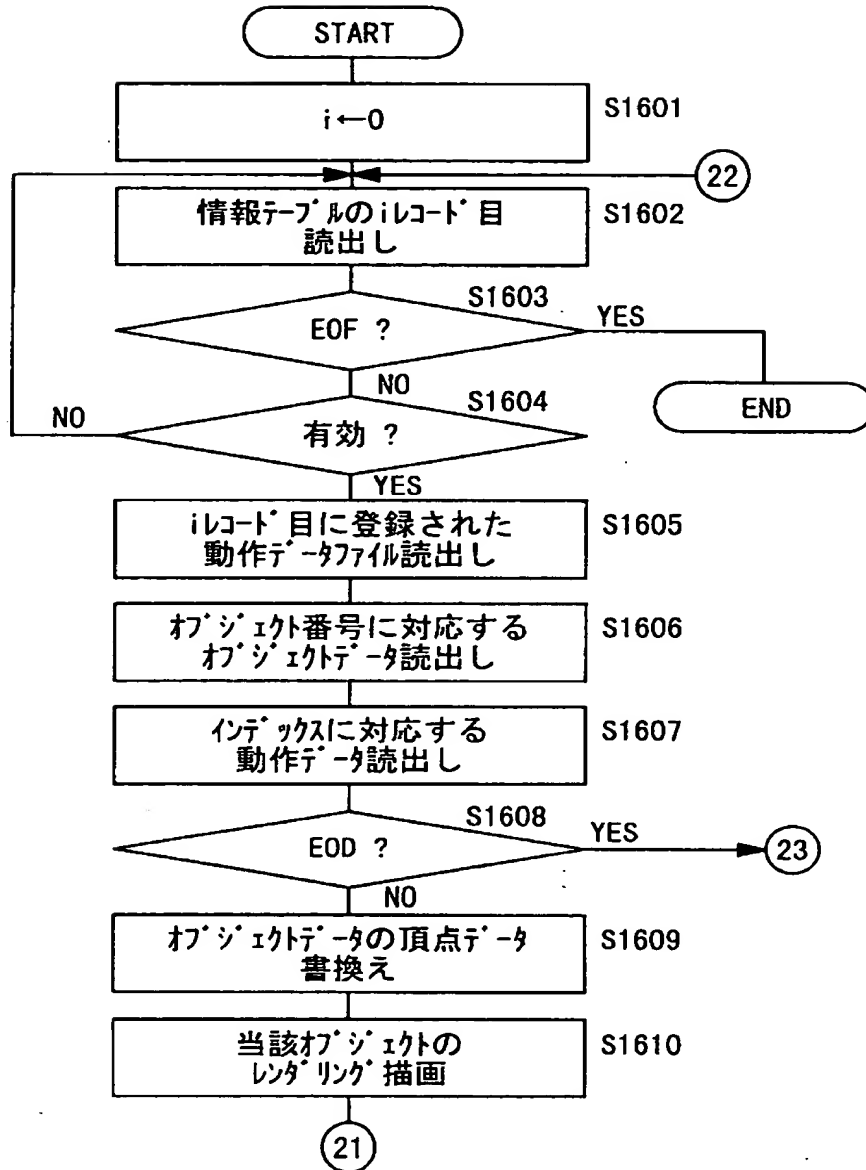 START
i←0
S1601
22
情報テーブルのiレコード目
読出し
S1602
S1603
EOF ?
YES
NO
END
S1604
有効 ?
NO
YES
iレコード目に登録された
動作データファイル読出し
S1605
オブジェクト番号に対応する
オブジェクトデータ読出し
S1606
インデックスに対応する
動作データ読出し
S1607
S1608
EOD ?
YES
23
NO
オブジェクトデータの頂点データ
書換え
S1609
当該オブジェクトの
レンダリング描画
S1610
21